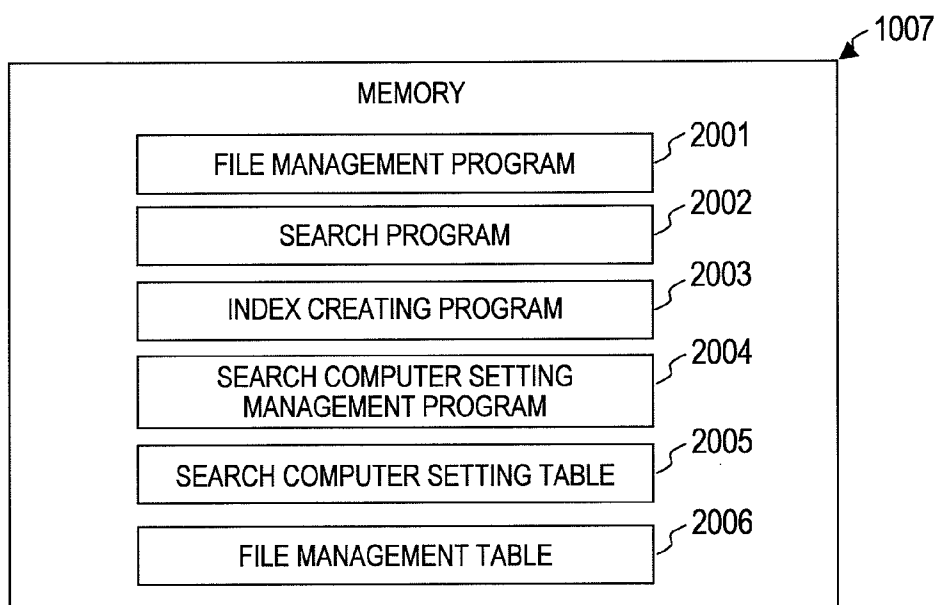 1007
MEMORY
2001
FILE MANAGEMENT PROGRAM
2002
SEARCH PROGRAM
2003
INDEX CREATING PROGRAM
2004
SEARCH COMPUTER SETTING
MANAGEMENT PROGRAM
2005
SEARCH COMPUTER SETTING TABLE
2006
FILE MANAGEMENT TABLE